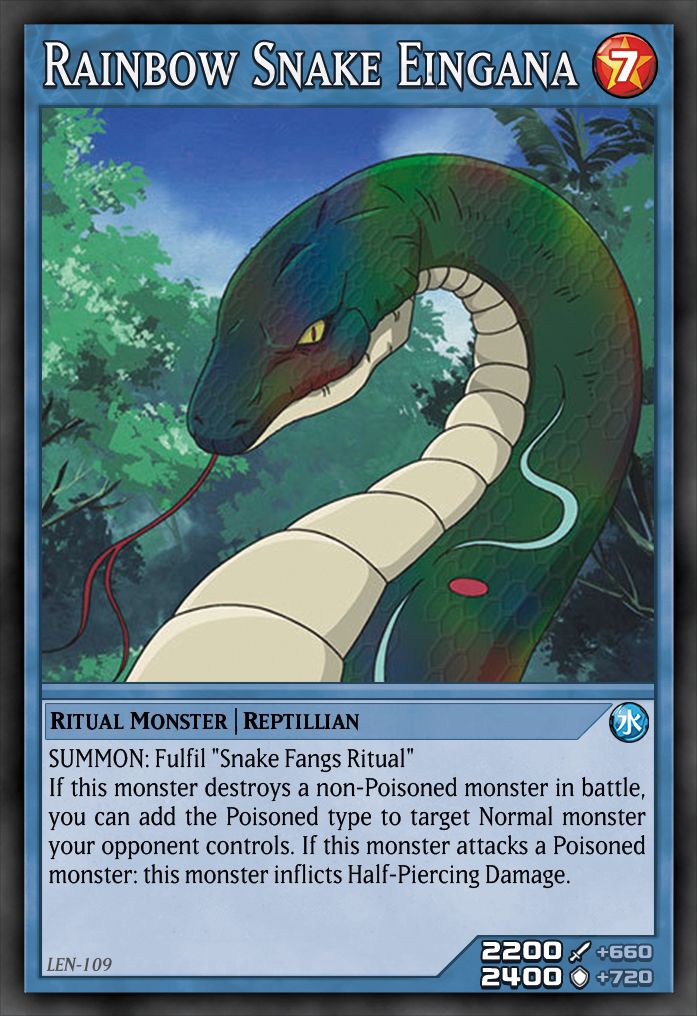 Rainbow Snake Eingana
7
Ritual Monster | Reptillian
水
SUMMON: Fulfil "Snake Fangs Ritual"
If this monster destroys a non-Poisoned monster in battle,
you can add the Poisoned type to target Normal monster
your opponent controls. If this monster attacks a Poisoned
monster: this monster inflicts Half-Piercing Damage.
2200 +660
LEN-109
2400 +720